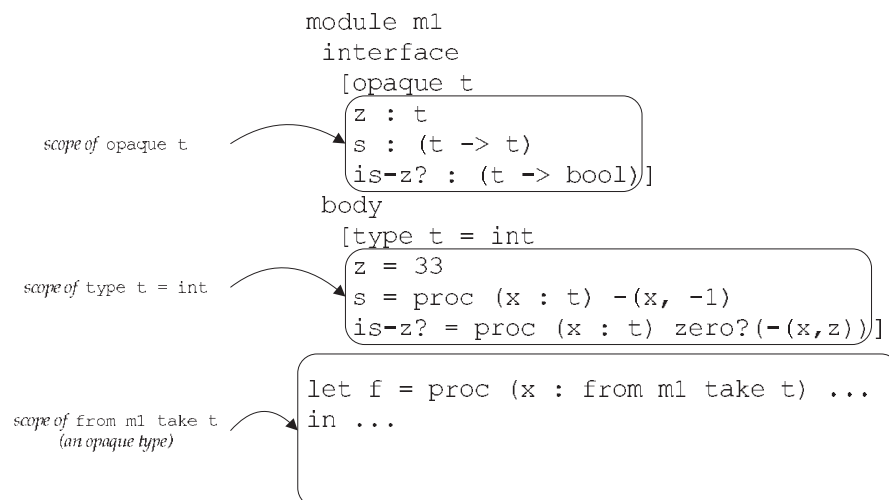 module m1
interface
[opaque t
z : t
scope of opaque t
s : (t -> t)
is-z? : (t -> bool)]
body
[type t = int
z = 33
scope of type t = int
s = proc (x : t) -(x, -1)
is-z? = proc (x : t) zero?(-(x,z))]
let f = proc (x : from m1 take t) ...
scope of from m1 take t
in ...
(an opaque type)